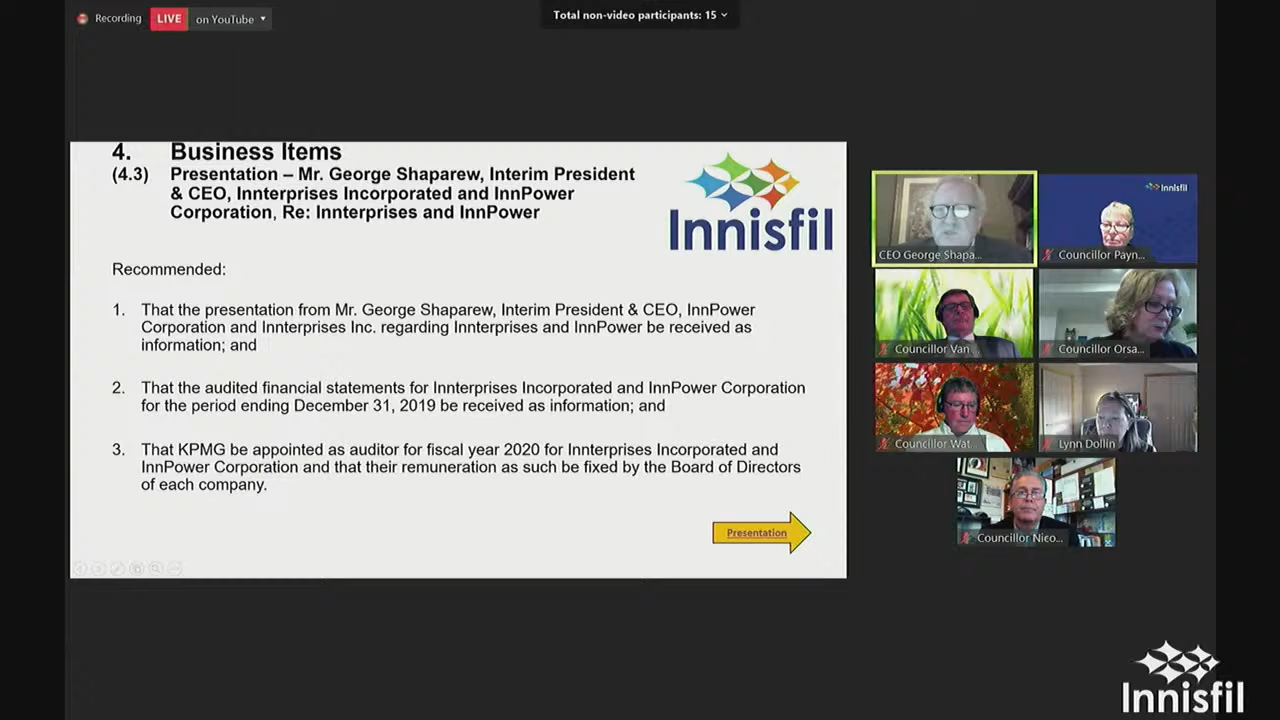 Recording
LIVE on YouTube
Total non-video participants: 15
4. Business Items
(4.3) Presentation – Mr. George Shaparew, Interim President
& CEO, Innterprises Incorporated and InnPower
Corporation, Re: Innterprises and InnPower
Innisfil
Recommended:
1. That the presentation from Mr. George Shaparew, Interim President & CEO, InnPower
Corporation and Innterprises Inc. regarding Innterprises and InnPower be received as
information; and
2. That the audited financial statements for Innterprises Incorporated and InnPower Corporation
for the period ending December 31, 2019 be received as information; and
3. That KPMG be appointed as auditor for fiscal year 2020 for Innterprises Incorporated and
InnPower Corporation and that their remuneration as such be fixed by the Board of Directors
of each company.
Presentation
Innisfil
CEO George Shapa...
Councillor Payn...
Councillor Van
Councillor Orsa...
Councillor Wat...
Lynn Dollin
Councillor Nico...
Innisfil